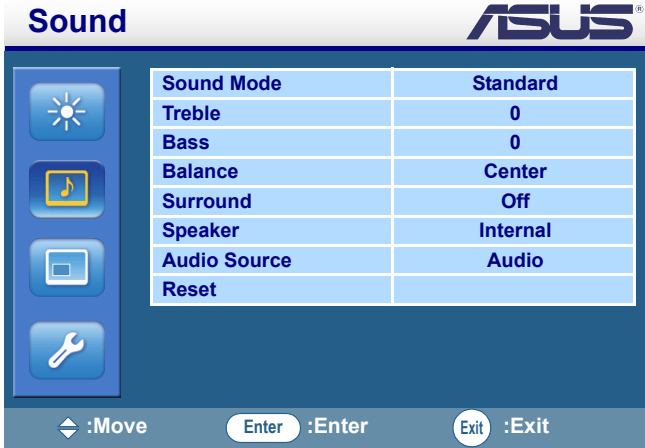 Sound
ASUS®
Sound Mode Standard
Treble 0
Bass 0
Balance Center
Surround Off
Speaker Internal
Audio Source Audio
Reset
:Move Enter :Enter Exit :Exit